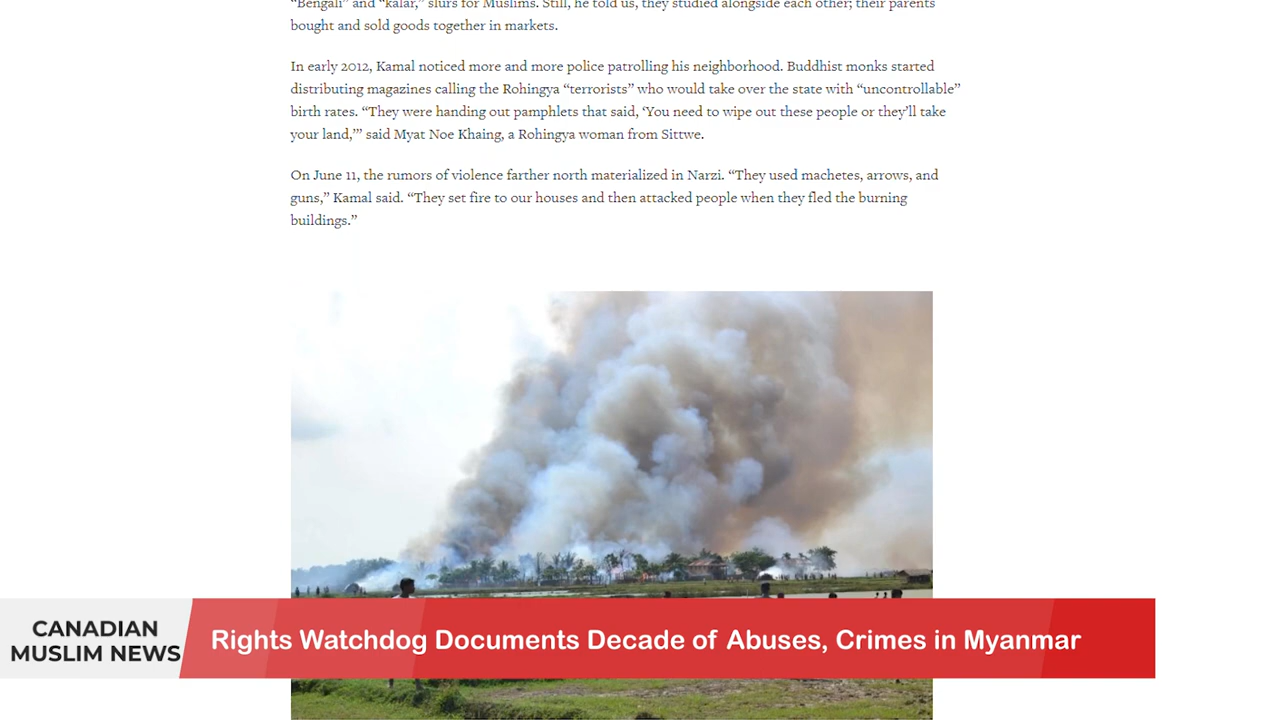 “Bengali” and “kalar,” slurs for Muslims. Still, he told us, they studied alongside each other; their parents
bought and sold goods together in markets.
In early 2012, Kamal noticed more and more police patrolling his neighborhood. Buddhist monks started
distributing magazines calling the Rohingya “terrorists” who would take over the state with “uncontrollable”
birth rates. “They were handing out pamphlets that said, ‘You need to wipe out these people or they’ll take
your land,’” said Myat Noe Khaing, a Rohingya woman from Sittwe.
On June 11, the rumors of violence farther north materialized in Narzi. “They used machetes, arrows, and
guns,” Kamal said. “They set fire to our houses and then attacked people when they fled the burning
buildings.”
CANADIAN
MUSLIM NEWS
Rights Watchdog Documents Decade of Abuses, Crimes in Myanmar